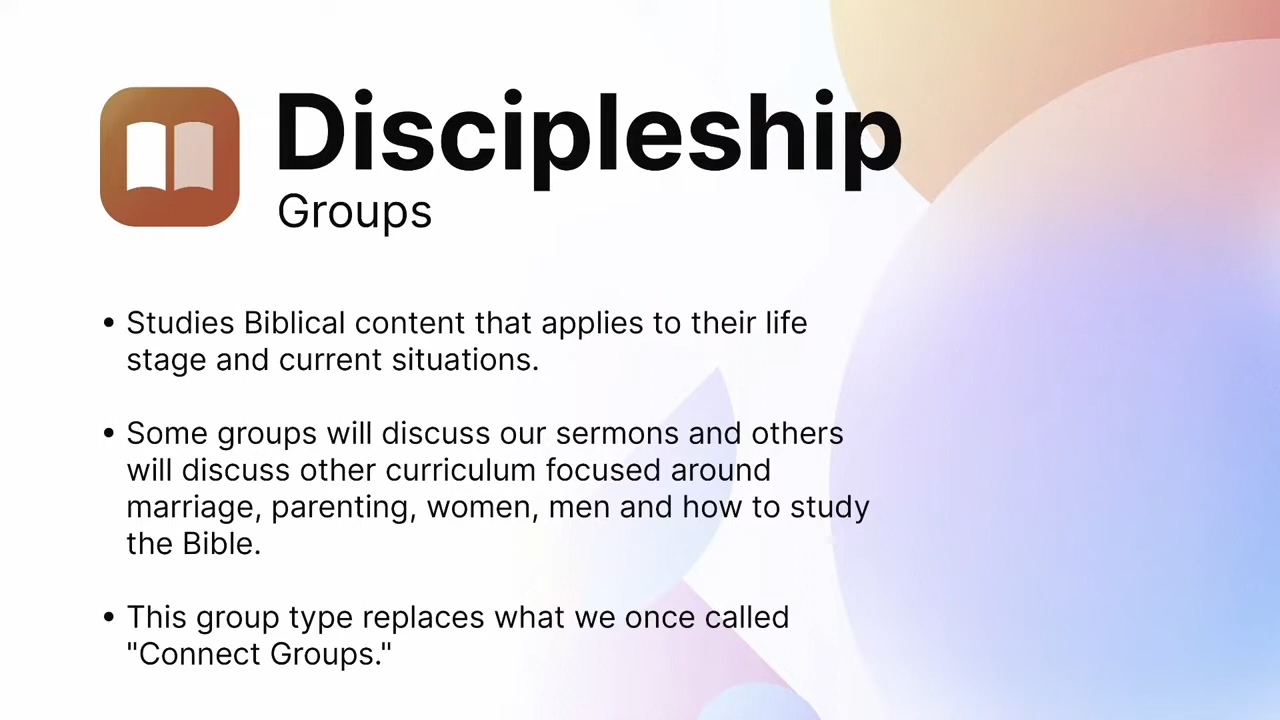 Discipleship
Groups
• Studies Biblical content that applies to their life
stage and current situations.
• Some groups will discuss our sermons and others
will discuss other curriculum focused around
marriage, parenting, women, men and how to study
the Bible.
• This group type replaces what we once called
"Connect Groups."